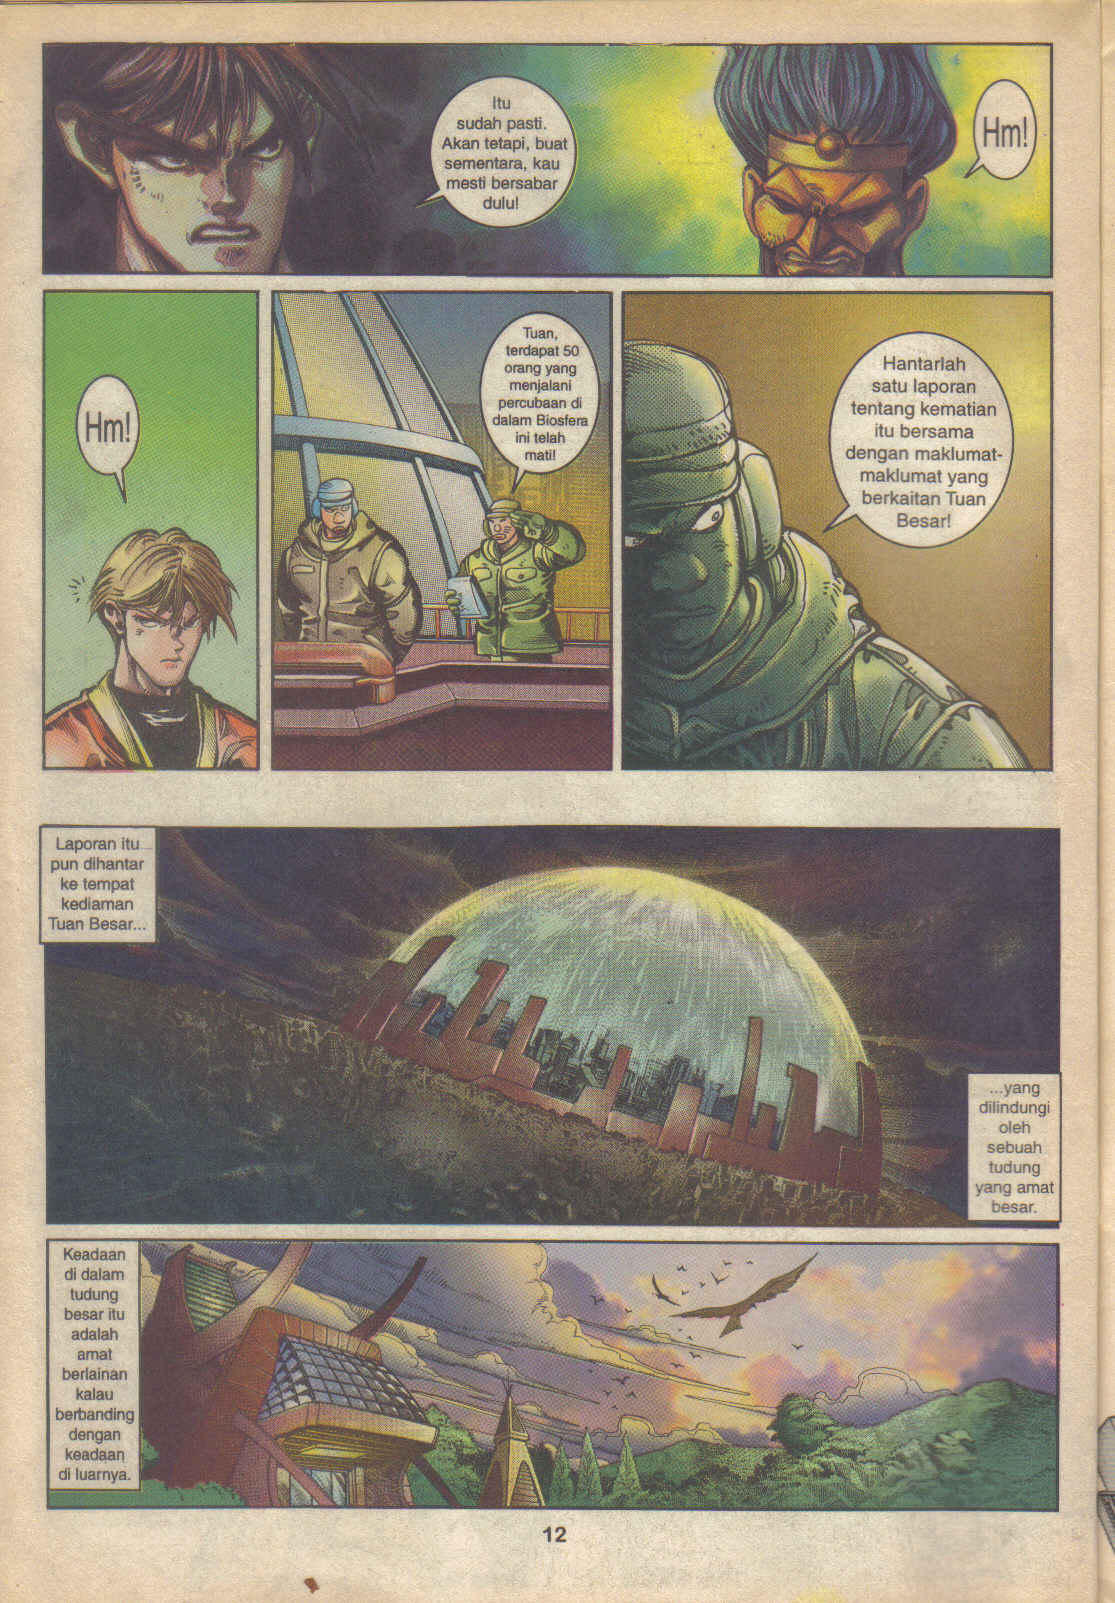 Itu
sudah pasti.
Akan tetapi, buat
sementara, kau
mesti bersabar
dulu!
Hm!
Hm!
Tuan,
terdapat 50
orang yang
menjalani
percubaan di
dalam Biosfera
ini telah
mati!
Hantarlah
satu laporan
tentang kematian
itu bersama
dengan maklumat-
maklumat yang
berkaitan Tuan
Besar!
Laporan itu
pun dihantar
ke tempat
kediaman
Tuan Besar...
...yang
dilindungi
oleh
sebuah
tudung
yang amat
besar.
Keadaan
di dalam
tudung
besar itu
adalah
amat
berlainan
kalau
berbanding
dengan
keadaan
di luarnya.
12